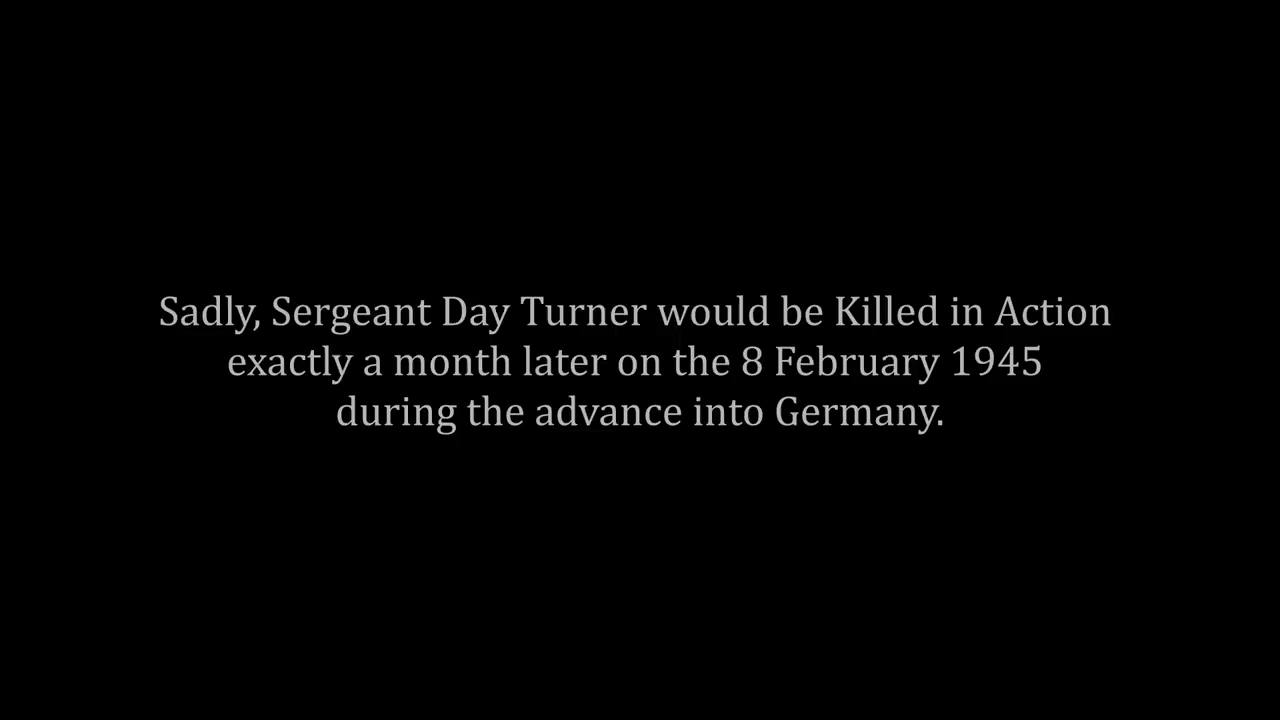 Sadly, Sergeant Day Turner would be Killed in Action
exactly a month later on the 8 February 1945
during the advance into Germany.